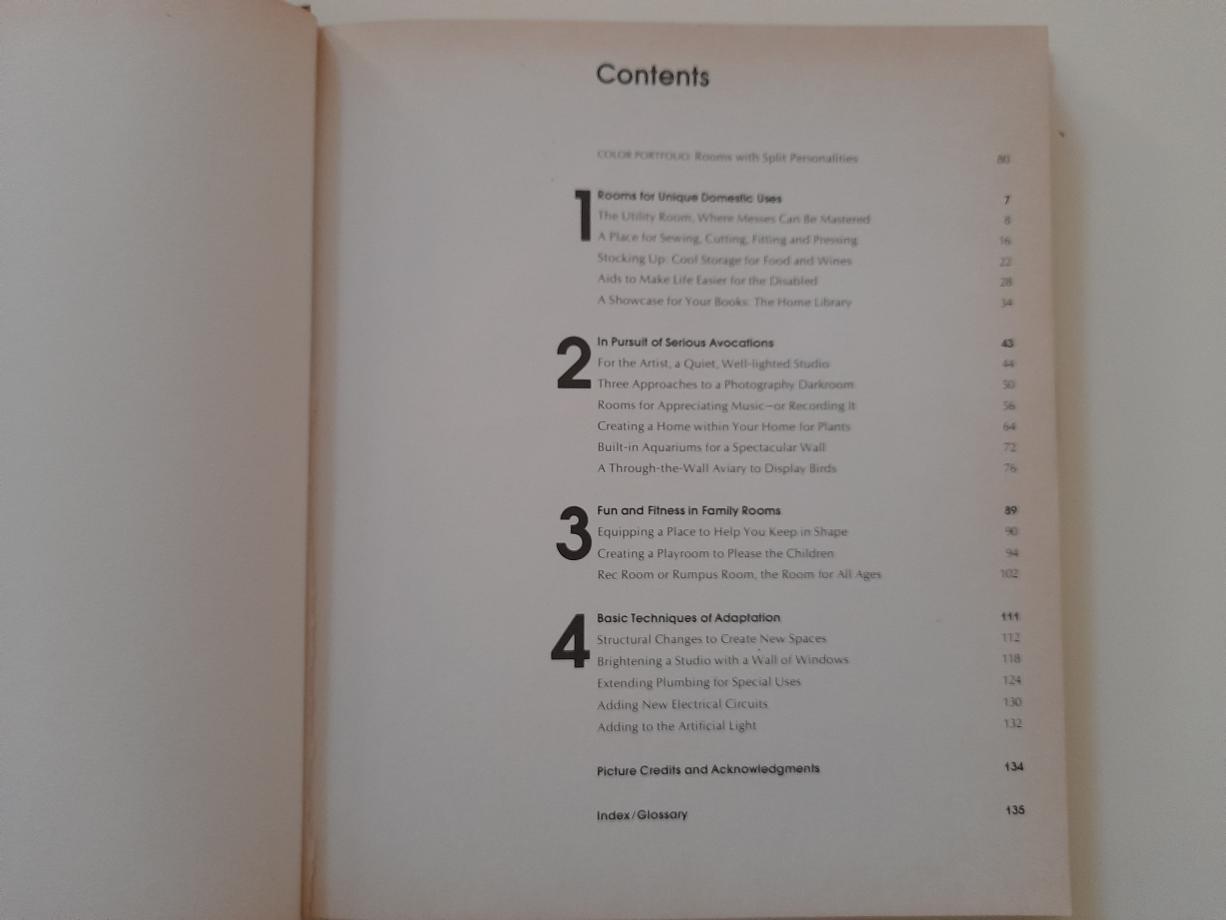 Contents
COLOR PORTFOLIO: Rooms with Split Personalities 80
1 Rooms for Unique Domestic Uses 7
The Utility Room, Where Messes Can Be Mastered 8
A Place for Sewing, Cutting, Fitting and Pressing 16
Stocking Up: Cool Storage for Food and Wines 22
Aids to Make Life Easier for the Disabled 28
A Showcase for Your Books: The Home Library 34
2 In Pursuit of Serious Avocations 43
For the Artist, a Quiet, Well-lighted Studio 44
Three Approaches to a Photography Darkroom 50
Rooms for Appreciating Music—or Recording It 56
Creating a Home within Your Home for Plants 64
Built-in Aquariums for a Spectacular Wall 72
A Through-the-Wall Aviary to Display Birds 76
3 Fun and Fitness in Family Rooms 89
Equipping a Place to Help You Keep in Shape 90
Creating a Playroom to Please the Children 94
Rec Room or Rumpus Room, the Room for All Ages 102
4 Basic Techniques of Adaptation 111
Structural Changes to Create New Spaces 112
Brightening a Studio with a Wall of Windows 118
Extending Plumbing for Special Uses 124
Adding New Electrical Circuits 130
Adding to the Artificial Light 132
Picture Credits and Acknowledgments 134
Index/Glossary 135